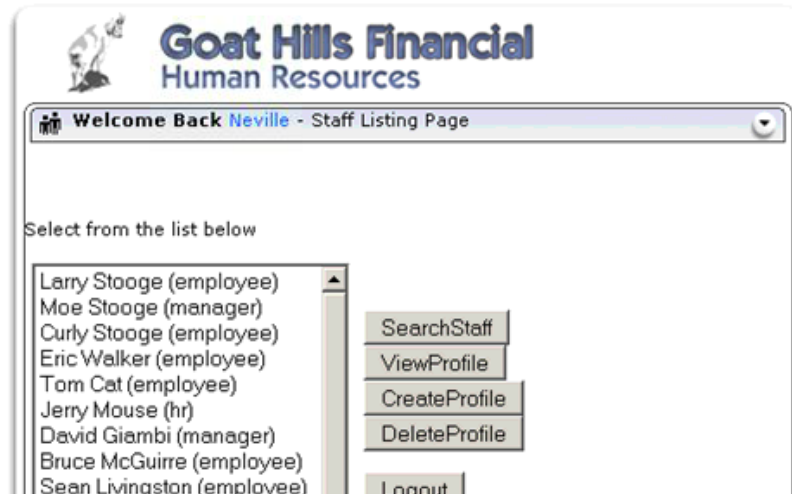 Goat Hills Financial
Human Resources
Welcome Back Neville - Staff Listing Page
Select from the list below
Larry Stooge (employee)
Moe Stooge (manager)
Curly Stooge (employee)
Eric Walker (employee)
Tom Cat (employee)
Jerry Mouse (hr)
David Giambi (manager)
Bruce McGuirre (employee)
Sean Livingston (employee)
SearchStaff
ViewProfile
CreateProfile
DeleteProfile
Logout